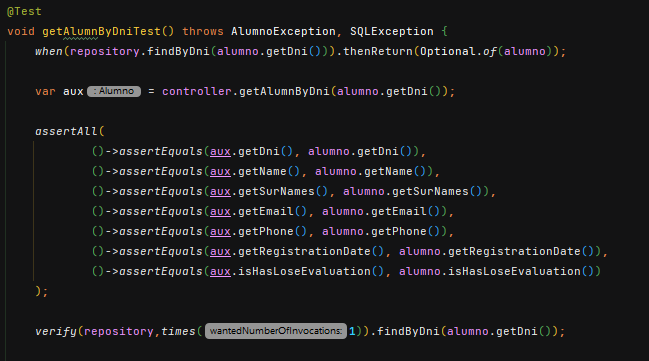 @Test
void getAlumnByDniTest() throws AlumnoException, SQLException {
when(repository.findByDni(alumno.getDni())).thenReturn(Optional.of(alumno));
var aux : Alumno = controller.getAlumnByDni(alumno.getDni());
assertAll(
()->assertEquals(aux.getDni(), alumno.getDni()),
()->assertEquals(aux.getName(), alumno.getName()),
()->assertEquals(aux.getSurNames(), alumno.getSurNames()),
()->assertEquals(aux.getEmail(), alumno.getEmail()),
()->assertEquals(aux.getPhone(), alumno.getPhone()),
()->assertEquals(aux.getRegistrationDate(), alumno.getRegistrationDate()),
()->assertEquals(aux.isHasLoseEvaluation(), alumno.isHasLoseEvaluation())
);
verify(repository,times( wantedNumberOfInvocations: 1)).findByDni(alumno.getDni());